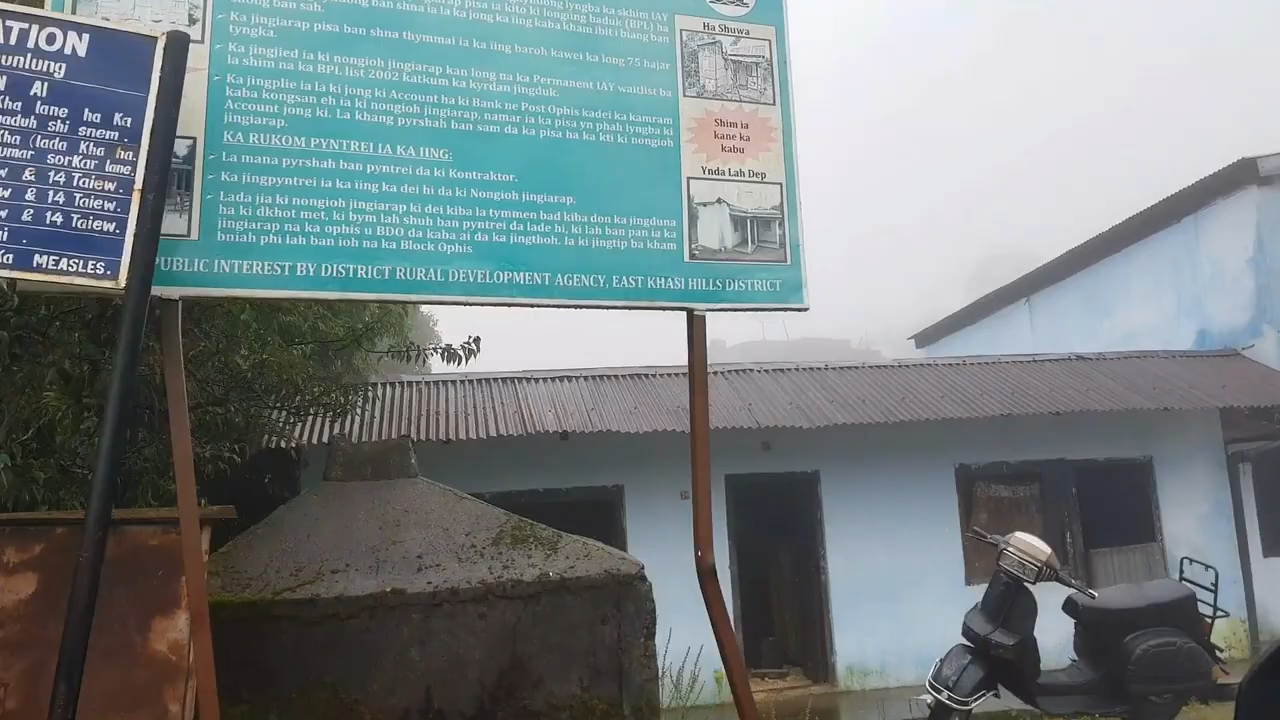 ATION
unlung
N AI
Kha lane ha Ka
baduh shi snem.
Kha (lada Kha ha
umar sorKar lane.
w & 14 Taiew.
w & 14 Taiew.
w & 14 Taiew.
ai.
Ka MEASLES.
lyngba ka skhim IAY
jingiarap pisa ia kito ki longing baduk (BPL) ba
ban shna ia la ka jong ka iing kaba kham ibit i biang ban
shong ban sah.
Ka jingiarap pisa ban shna thymmai ia ka iing baroh kawei ka long 75 hajar
tyngka.
Ka jingjied ia ki nongioh jingiarap kan long na ka Permanent IAY waitlist ba
la shim na ka BPL list 2002 katkum ka kyrdan jingduk.
Ka jingplie ia la ki jong ki Account ha ki Bank ne Post Ophis kadei ka kamram
kaba kongsan eh ia ki nongioh jingiarap, namar ia ka pisa yn phah lyngba ki
Account jong ki. La khang pyrshah ban sam da ka pisa ha ka kti ki nongioh
jingiarap.
KA RUKOM PYNTREI IA KA IING:
La mana pyrshah ban pyntrei da ki Kontraktor.
Ka jingpyntrei ia ka iing ka dei hi da ki Nongioh jingiarap.
Lada jia ki nongioh jingiarap ki dei kiba la tymmen bad kiba don ka jingduna
ha ki dkhot met, ki bym lah shuh ban pyntrei da lade hi, ki lah ban pan ia ka
jingiarap na ka ophis u BDO da kaba ai da ka jingthoh. Ia ki jingtip ba kham
bniah phi lah ban ioh na ka Block Ophis
Ha Shuwa
Shim ia
kane ka
kabu
Ynda Lah Dep
PUBLIC INTEREST BY DISTRICT RURAL DEVELOPMENT AGENCY, EAST KHASI HILLS DISTRICT